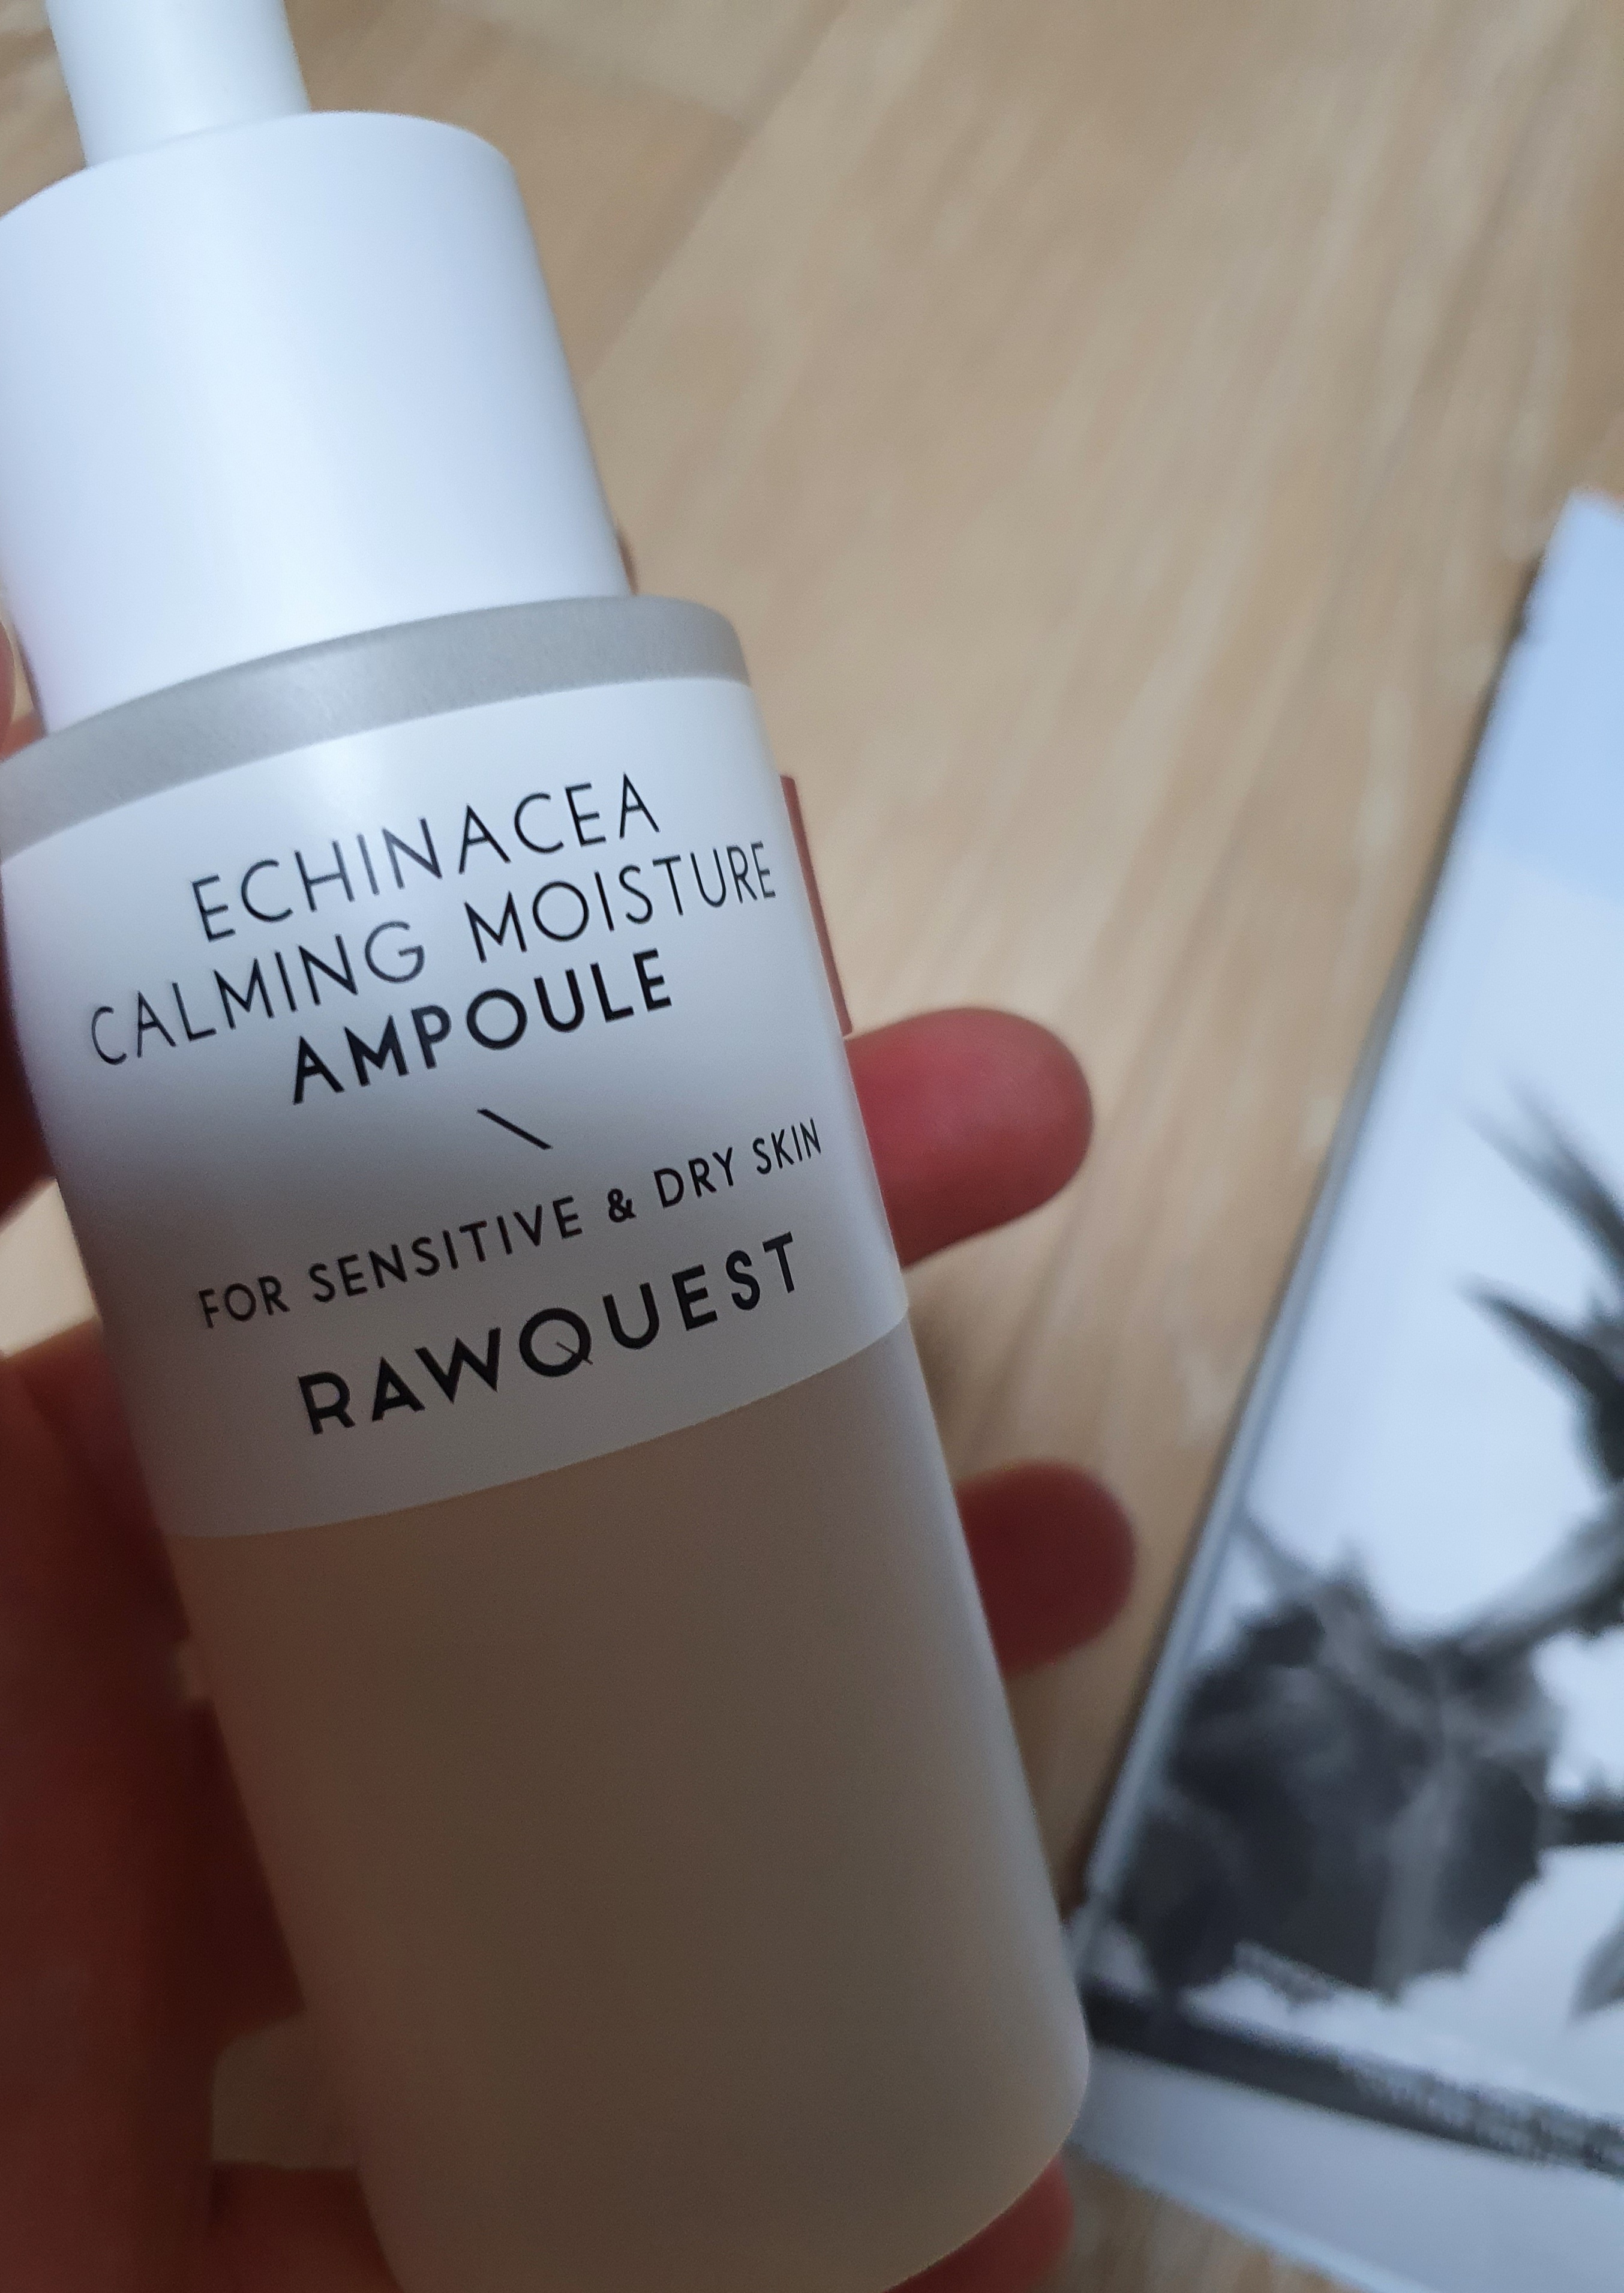 ECHINACEA
CALMING MOISTURE
AMPOULE
\
FOR SENSITIVE & DRY SKIN
RAWQUEST